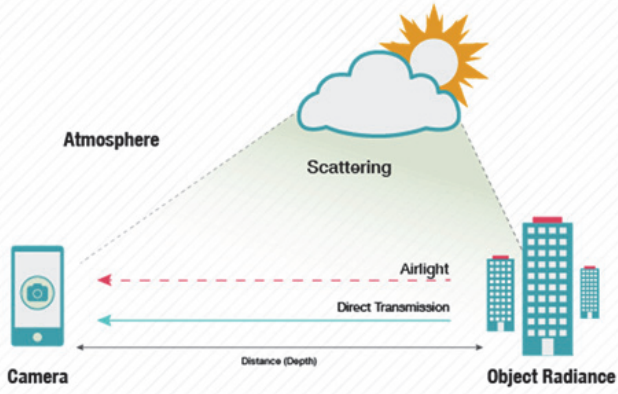 Atmosphere
Scattering
Airlight
Direct Transmission
Distance (Depth)
Camera
Object Radiance